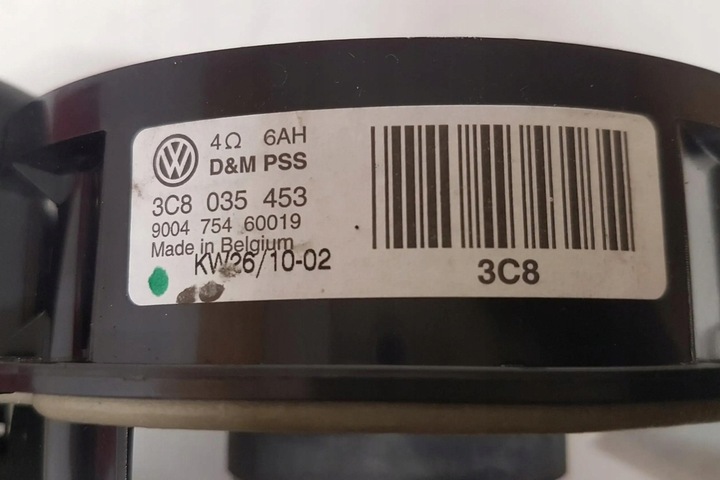 4Ω 6AH
D&M PSS
3C8 035 453
9004 754 60019
Made in Belgium
KW26/10-02
3C8